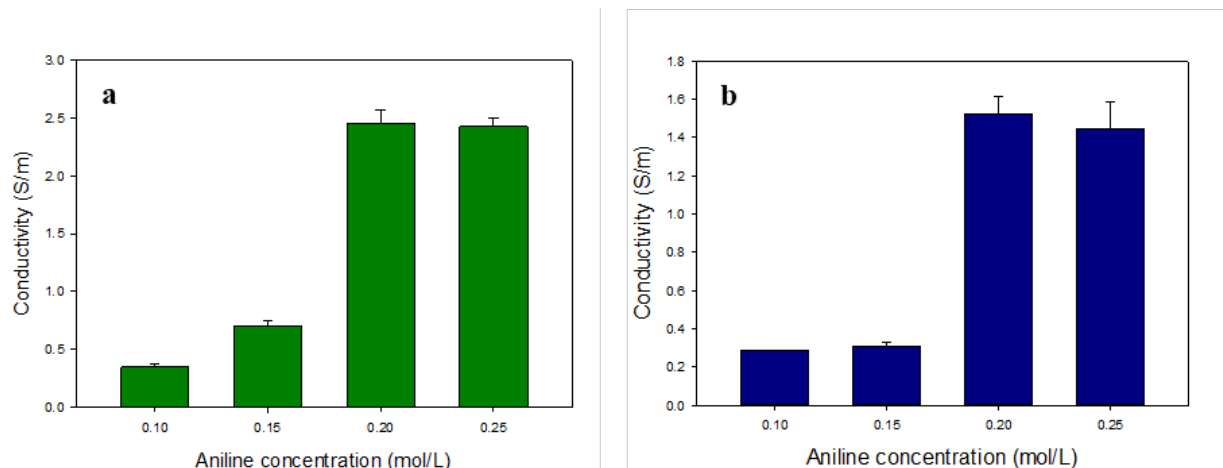 a
Conductivity (S/m)
3.0
2.5
2.0
1.5
1.0
0.5
0.0
0.10 0.15 0.20 0.25
Aniline concentration (mol/L)
b
Conductivity (S/m)
1.8
1.6
1.4
1.2
1.0
0.8
0.6
0.4
0.2
0.0
0.10 0.15 0.20 0.25
Aniline concentration (mol/L)